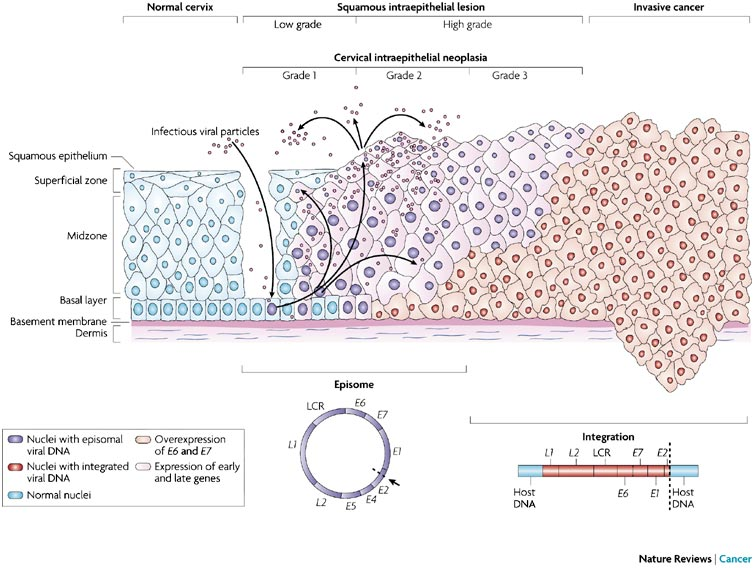 Normal cervix
Squamous intraepithelial lesion
Invasive cancer
Low grade
High grade
Cervical intraepithelial neoplasia
Grade 1
Grade 2
Grade 3
Infectious viral particles
Squamous epithelium
Superficial zone
Midzone
Basal layer
Basement membrane
Dermis
Episome
LCR
E6
E7
L1
E1
E2
L2
E5
E4
Nuclei with episomal
viral DNA
Nuclei with integrated
viral DNA
Normal nuclei
Overexpression
of E6 and E7
Expression of early
and late genes
Integration
L1
L2
LCR
E7
E2
Host
DNA
E6
E1
Host
DNA
Nature Reviews | Cancer